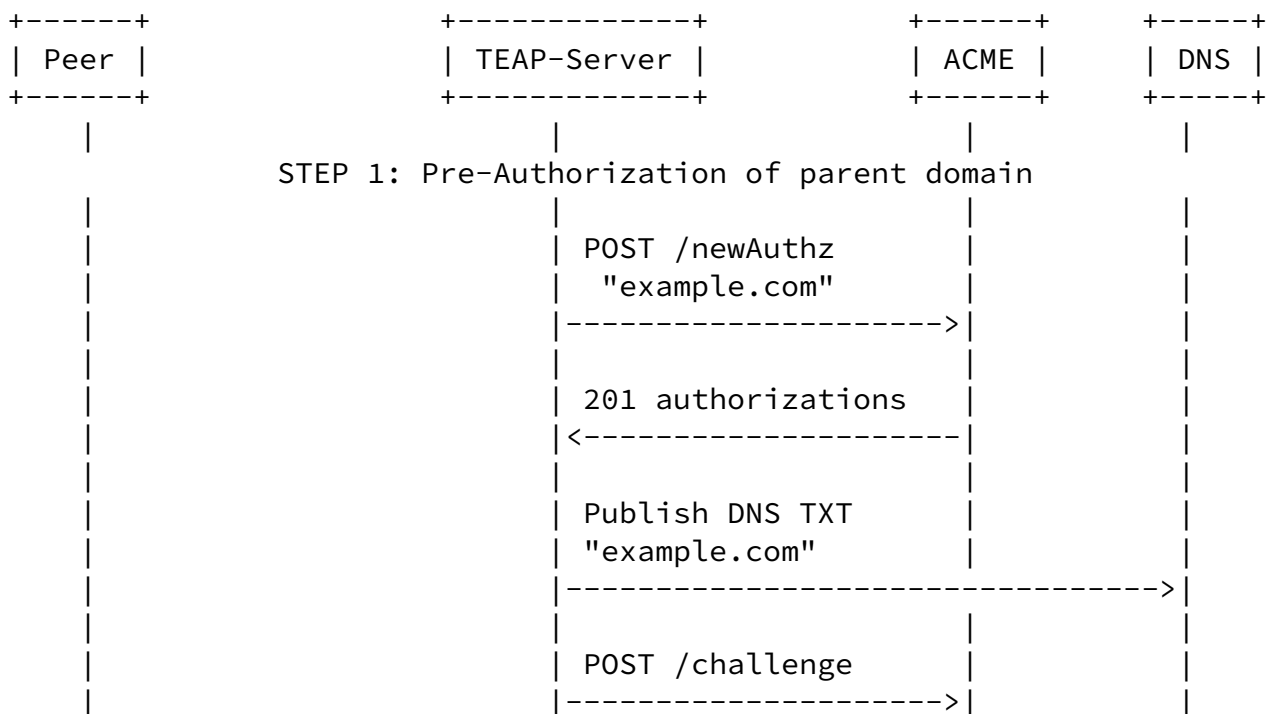 Peer TEAP-Server ACME DNS
STEP 1: Pre-Authorization of parent domain
POST /newAuthz
"example.com"
201 authorizations
Publish DNS TXT
"example.com"
POST /challenge